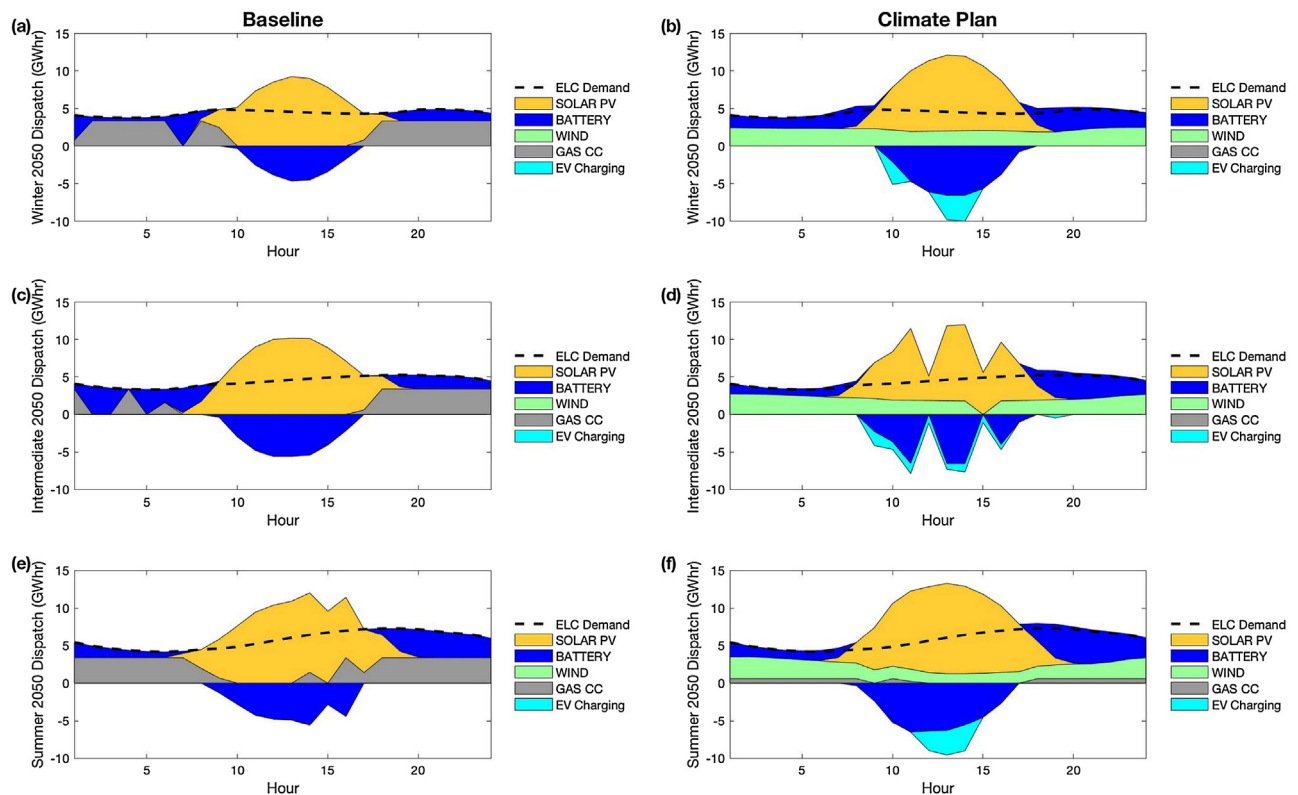 Baseline
Climate Plan
(a)
Winter 2050 Dispatch (GWhr)
15
10
5
0
-5
-10
5
10
15
20
Hour
ELC Demand
SOLAR PV
BATTERY
WIND
GAS CC
EV Charging
(b)
Winter 2050 Dispatch (GWhr)
15
10
5
0
-5
-10
5
10
15
20
Hour
ELC Demand
SOLAR PV
BATTERY
WIND
GAS CC
EV Charging
(c)
Intermediate 2050 Dispatch (GWhr)
15
10
5
0
-5
-10
5
10
15
20
Hour
ELC Demand
SOLAR PV
BATTERY
WIND
GAS CC
EV Charging
(d)
Intermediate 2050 Dispatch (GWhr)
15
10
5
0
-5
-10
5
10
15
20
Hour
ELC Demand
SOLAR PV
BATTERY
WIND
GAS CC
EV Charging
(e)
Summer 2050 Dispatch (GWhr)
15
10
5
0
-5
-10
5
10
15
20
Hour
ELC Demand
SOLAR PV
BATTERY
WIND
GAS CC
EV Charging
(f)
Summer 2050 Dispatch (GWhr)
15
10
5
0
-5
-10
5
10
15
20
Hour
ELC Demand
SOLAR PV
BATTERY
WIND
GAS CC
EV Charging